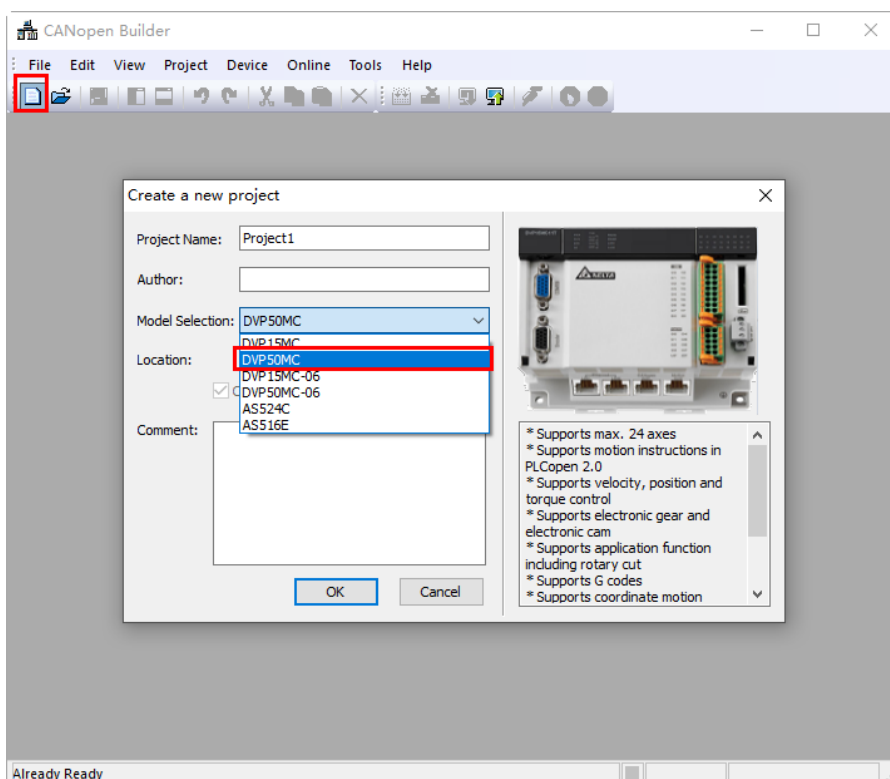 CANopen Builder
File Edit View Project Device Online Tools Help
Create a new project
Project Name: Project1
Author:
Model Selection: DVP50MC
DVP15MC
DVP50MC
DVP15MC-06
DVP50MC-06
AS524C
AS516E
Location:
Comment:
OK Cancel
DELTA
* Supports max. 24 axes
* Supports motion instructions in
PLCopen 2.0
* Supports velocity, position and
torque control
* Supports electronic gear and
electronic cam
* Supports application function
including rotary cut
* Supports G codes
* Supports coordinate motion
Already Ready